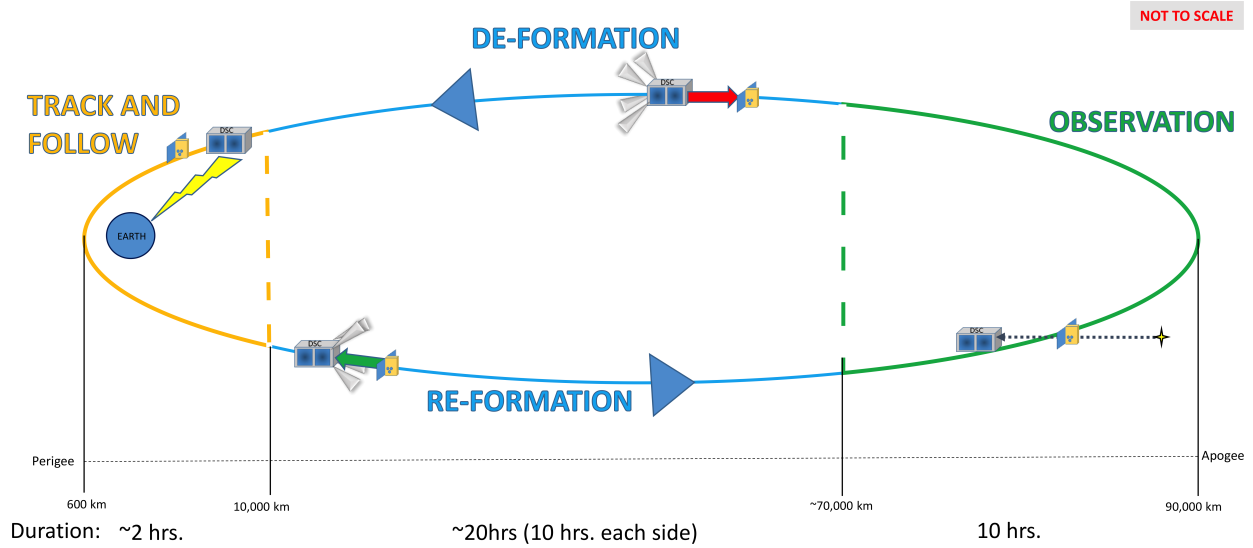 NOT TO SCALE
DE-FORMATION
DSC
TRACK AND
FOLLOW
DSC
OBSERVATION
EARTH
DSC
DSC
RE-FORMATION
Perigee
Apogee
600 km
10,000 km
~70,000 km
90,000 km
Duration: ~2 hrs.
~20hrs (10 hrs. each side)
10 hrs.